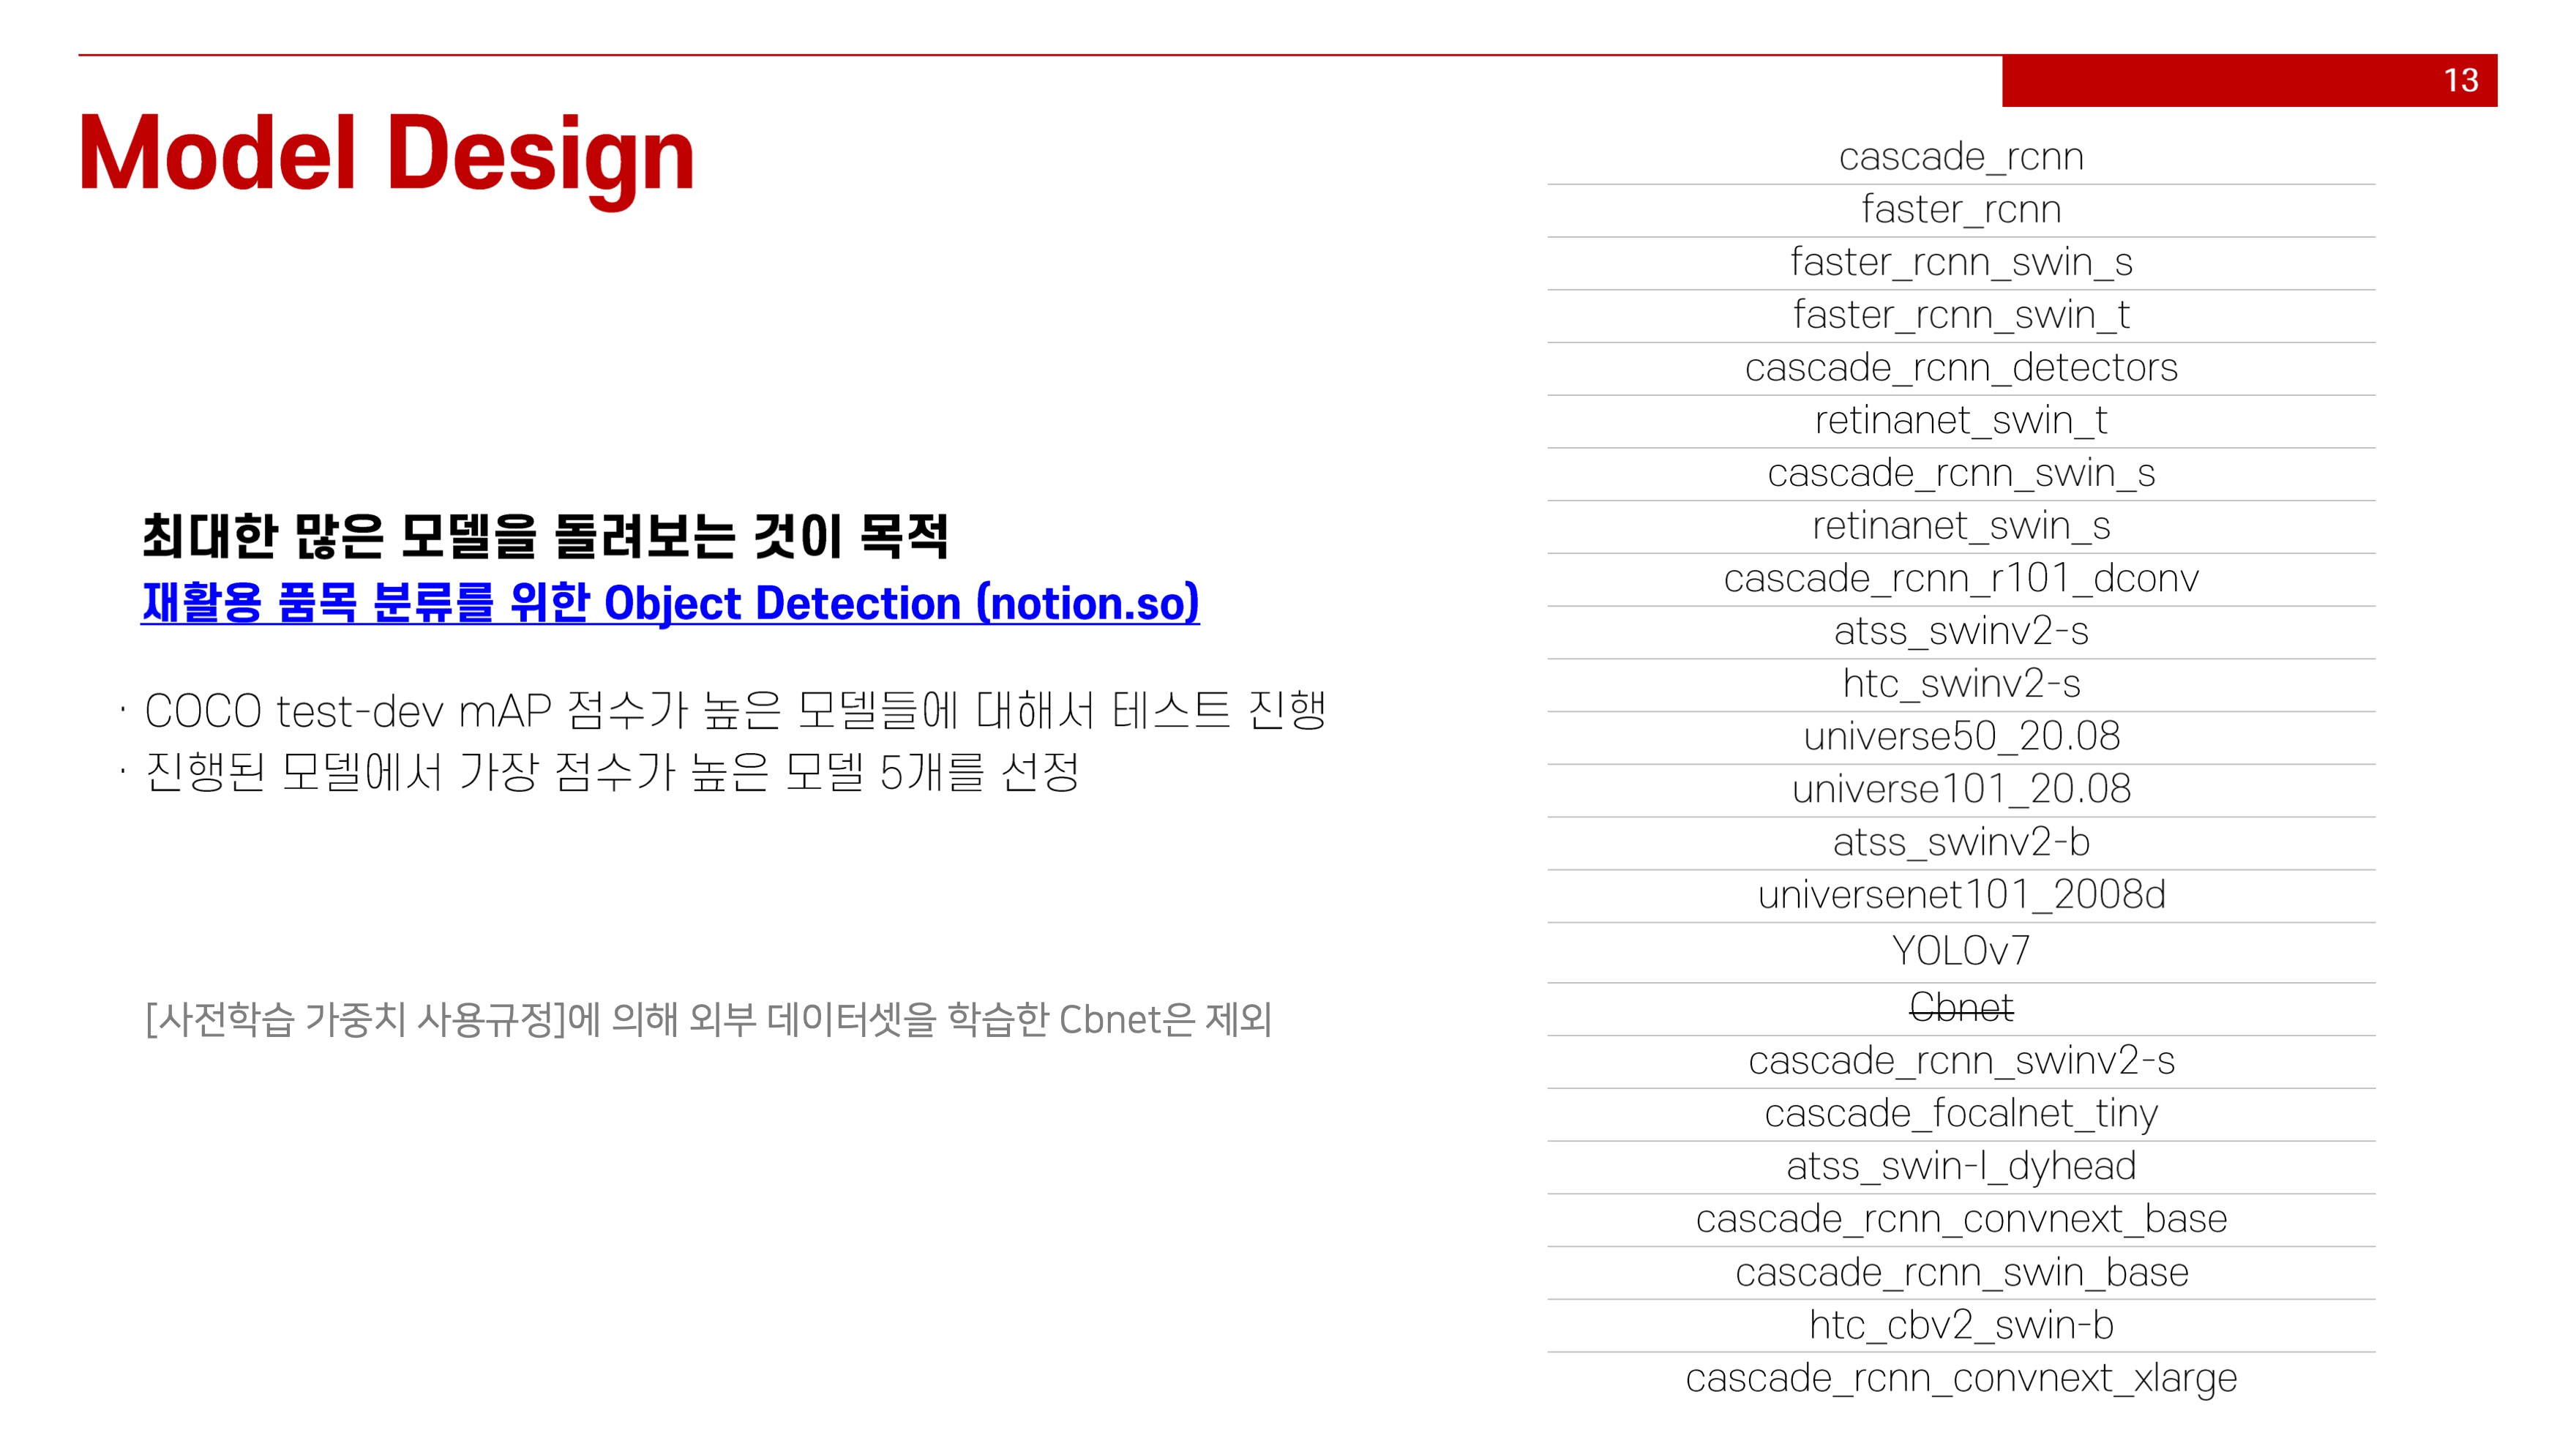 13
Model Design
최대한 많은 모델을 돌려보는 것이 목적
재활용 품목 분류를 위한 Object Detection (notion.so)
· COCO test-dev mAP 점수가 높은 모델들에 대해서 테스트 진행
· 진행된 모델에서 가장 점수가 높은 모델 5개를 선정
[사전학습 가중치 사용규정]에 의해 외부 데이터셋을 학습한 Cbnet은 제외
cascade_rcnn
faster_rcnn
faster_rcnn_swin_s
faster_rcnn_swin_t
cascade_rcnn_detectors
retinanet_swin_t
cascade_rcnn_swin_s
retinanet_swin_s
cascade_rcnn_r101_dconv
atss_swinv2-s
htc_swinv2-s
universe50_20.08
universe101_20.08
atss_swinv2-b
universenet101_2008d
YOLOv7
Cbnet
cascade_rcnn_swinv2-s
cascade_focalnet_tiny
atss_swin-l_dyhead
cascade_rcnn_convnext_base
cascade_rcnn_swin_base
htc_cbv2_swin-b
cascade_rcnn_convnext_xlarge